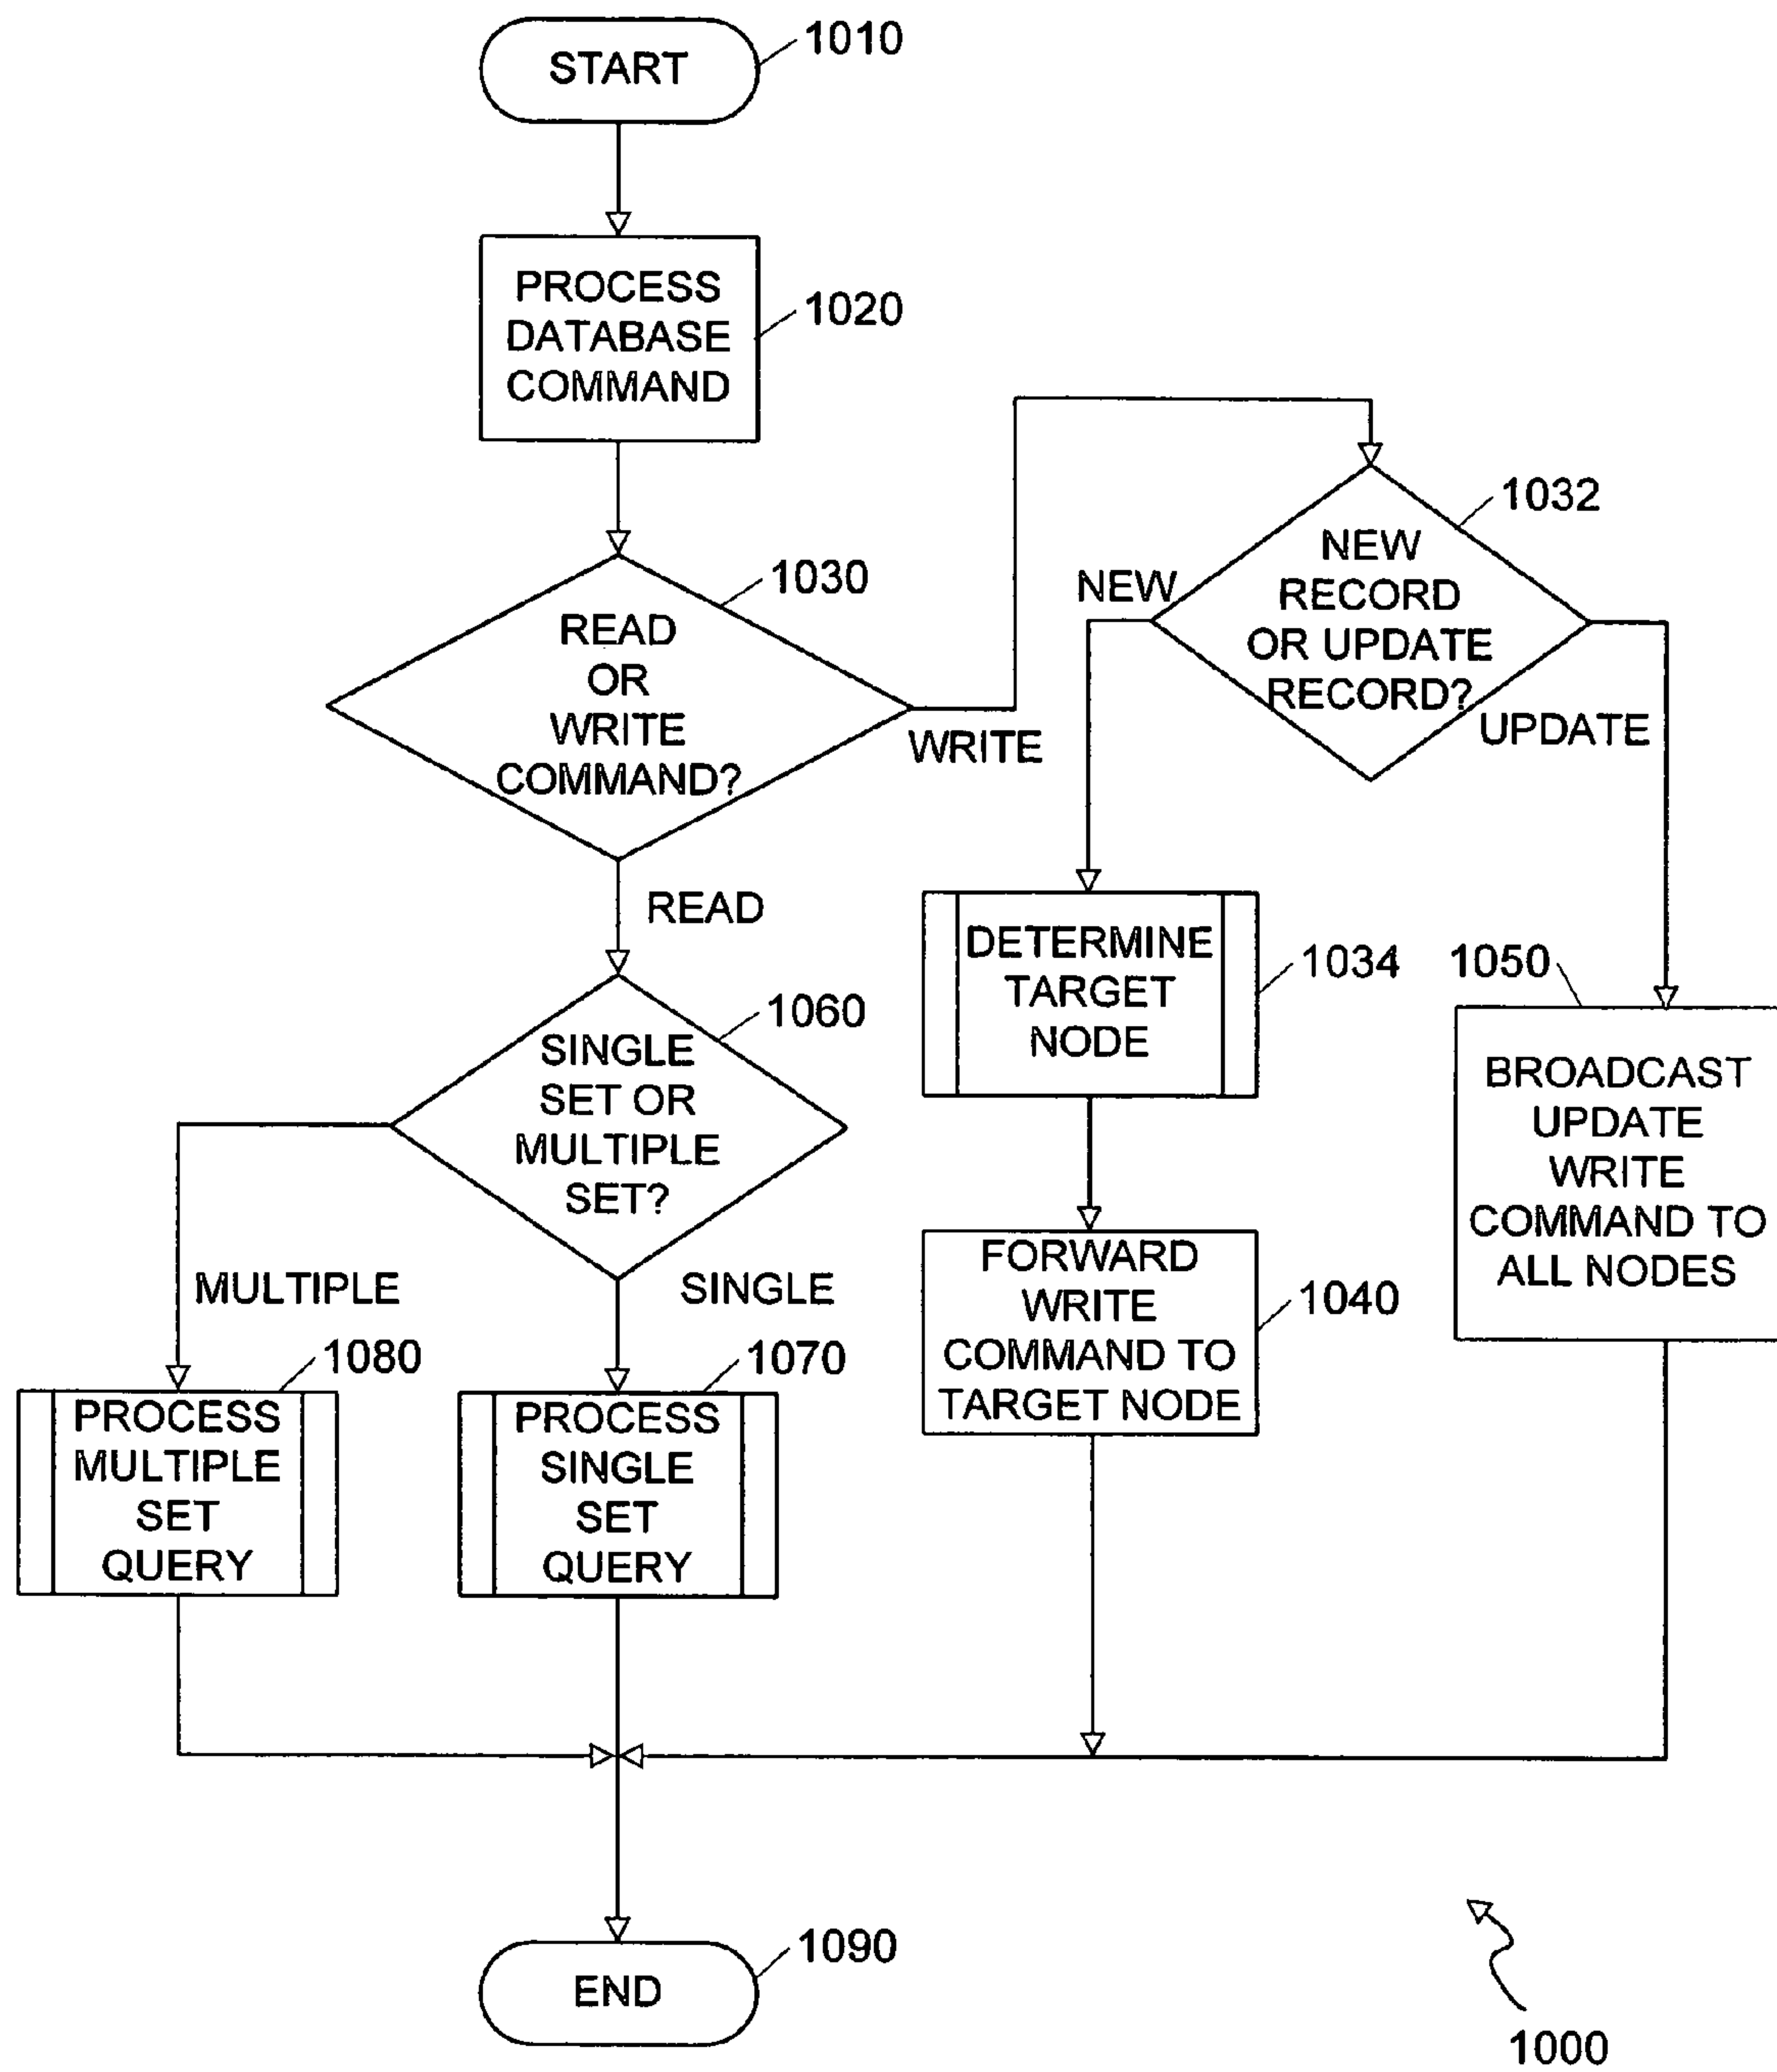 START
1010
PROCESS
DATABASE
COMMAND
1020
READ
OR
WRITE
COMMAND?
1030
WRITE
NEW
RECORD
OR UPDATE
RECORD?
1032
NEW
UPDATE
READ
DETERMINE
TARGET
NODE
1034
1050
BROADCAST
UPDATE
WRITE
COMMAND TO
ALL NODES
SINGLE
SET OR
MULTIPLE
SET?
1060
MULTIPLE
SINGLE
FORWARD
WRITE
COMMAND TO
TARGET NODE
1040
1080
PROCESS
MULTIPLE
SET
QUERY
1070
PROCESS
SINGLE
SET
QUERY
END
1090
1000